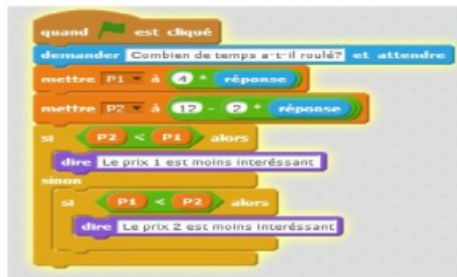 quand est cliqué
demander Combien de temps a-t-il roulé? et attendre
mettre P1 à 4 * réponse
mettre P2 à 12 - 2 * réponse
si P2 < P1 alors
dire Le prix 1 est moins interéssant
sinon
si P1 < P2 alors
dire Le prix 2 est moins interéssant